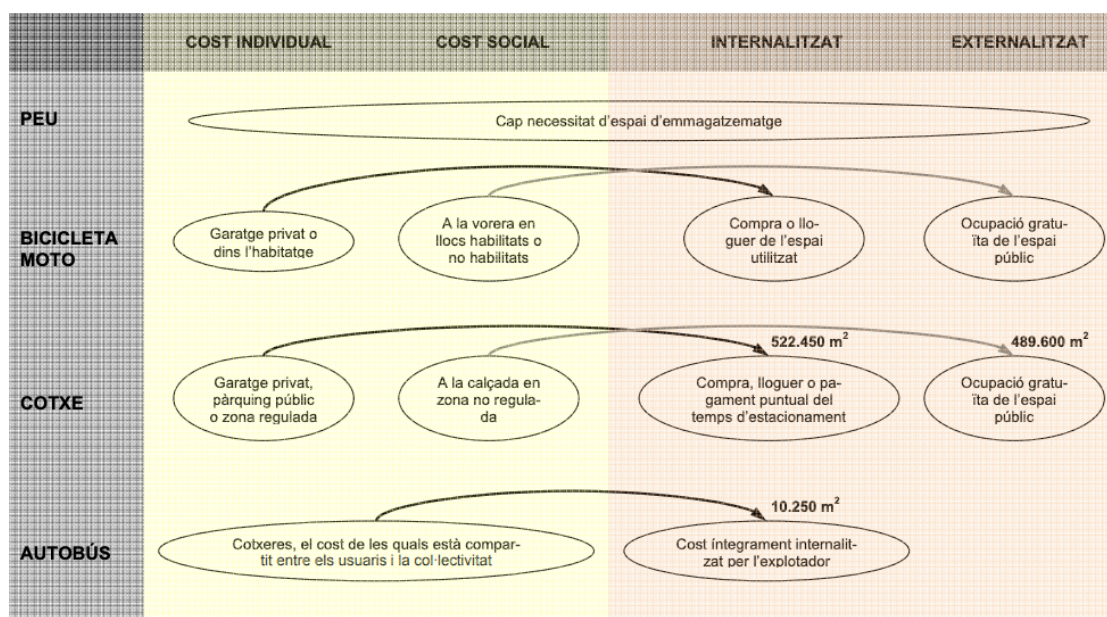 COST INDIVIDUAL COST SOCIAL INTERNALITZAT EXTERNALITZAT
PEU
Cap necessitat d'espai d'emmagatzematge
BICICLETA
MOTO
Garatge privat o
dins l'habitatge
A la vorera en
llocs habilitats o
no habilitats
Compra o llo-
guer de l'espai
utilitzat
Ocupació gratu-
ïta de l'espai
públic
COTXE
Garatge privat,
pàrquing públic
o zona regulada
A la calçada en
zona no regula-
da
522.450 m²
Compra, lloguer o pa-
gament puntual del
temps d'estacionament
489.600 m²
Ocupació gratu-
ïta de l'espai
públic
AUTOBÚS
Cotxeres, el cost de les quals està compar-
tit entre els usuaris i la col·lectivitat
10.250 m²
Cost íntegrament internalit-
zat per l'explotador